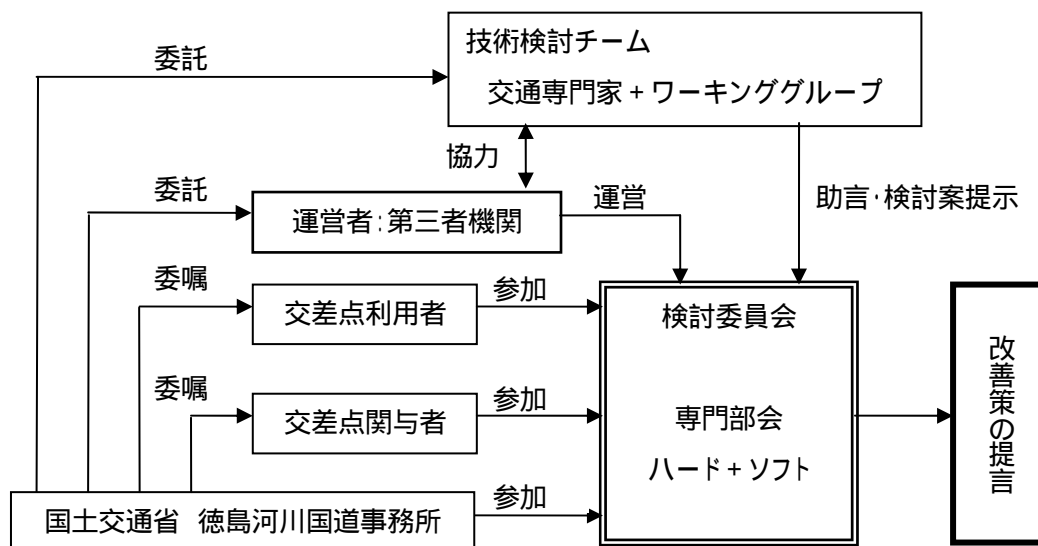 技術検討チーム
交通専門家+ワーキンググループ
委託
協力
委託
運営者:第三者機関
運営
助言・検討案提示
委嘱
交差点利用者
参加
検討委員会
専門部会
ハード+ソフト
委嘱
交差点関与者
参加
国土交通省 徳島河川国道事務所
参加
改善策の提言